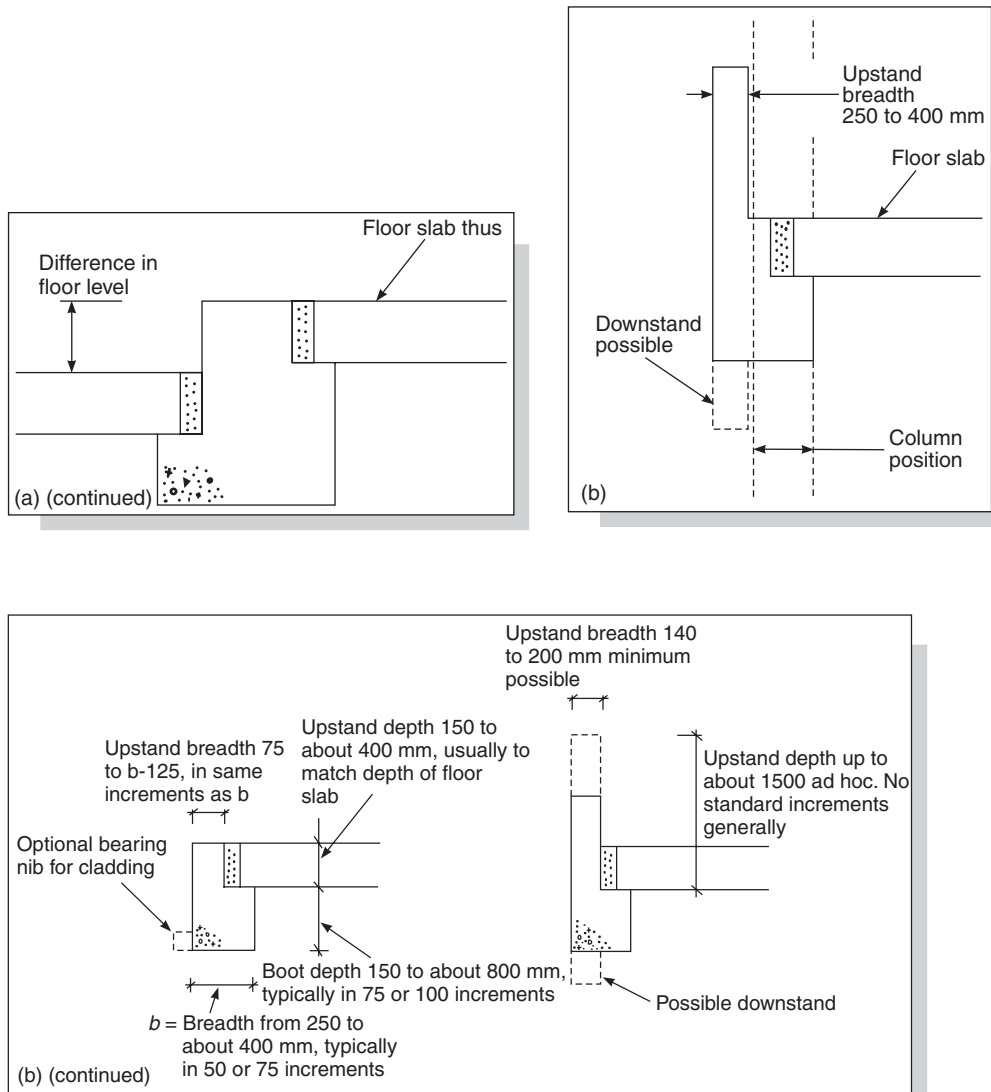 Difference in
floor level
Floor slab thus
(a) (continued)
Upstand
breadth
250 to 400 mm
Floor slab
Downstand
possible
Column
position
(b)
Upstand breadth 75
to b-125, in same
increments as b
Upstand depth 150 to
about 400 mm, usually to
match depth of floor
slab
Optional bearing
nib for cladding
Boot depth 150 to about 800 mm,
typically in 75 or 100 increments
b = Breadth from 250 to
about 400 mm, typically
in 50 or 75 increments
Upstand breadth 140
to 200 mm minimum
possible
Upstand depth up to
about 1500 ad hoc. No
standard increments
generally
Possible downstand
(b) (continued)